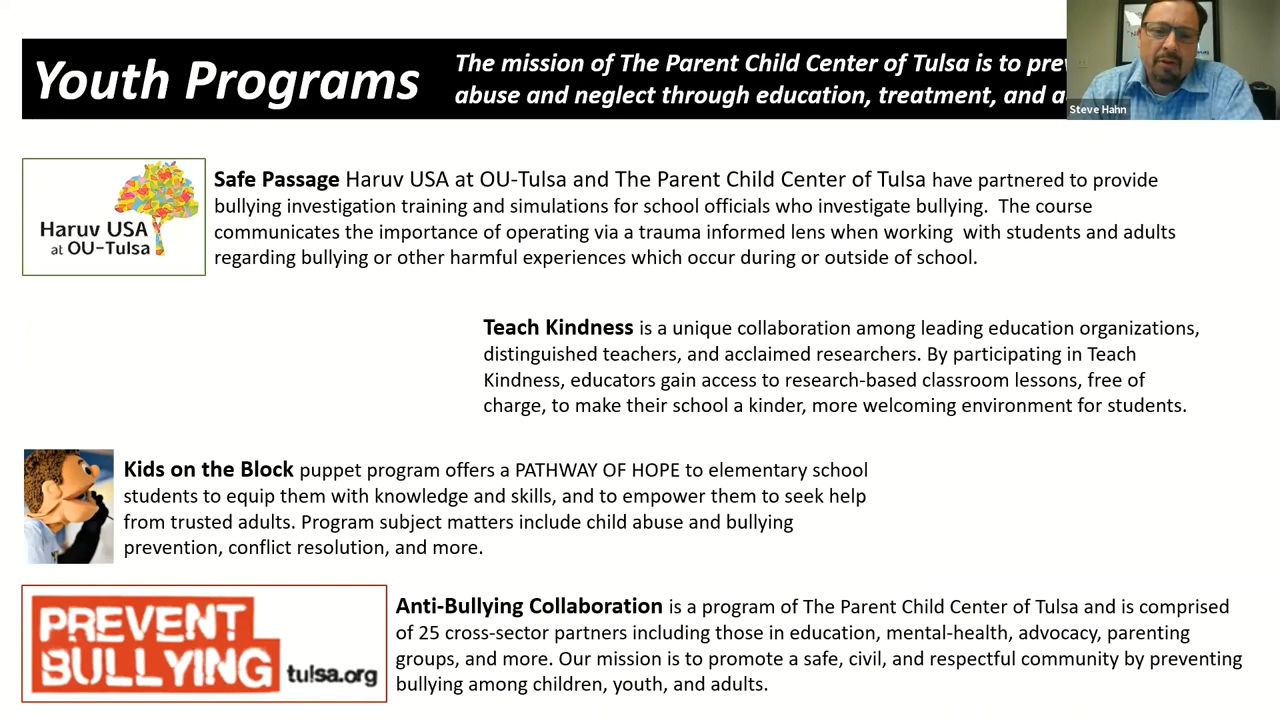 Youth Programs
The mission of The Parent Child Center of Tulsa is to
abuse and neglect through education, treatment, and
Steve Hahn
Haruv USA
at OU-Tulsa
Safe Passage Haruv USA at OU-Tulsa and The Parent Child Center of Tulsa have partnered to provide
bullying investigation training and simulations for school officials who investigate bullying. The course
communicates the importance of operating via a trauma informed lens when working with students and adults
regarding bullying or other harmful experiences which occur during or outside of school.
Teach Kindness is a unique collaboration among leading education organizations,
distinguished teachers, and acclaimed researchers. By participating in Teach
Kindness, educators gain access to research-based classroom lessons, free of
charge, to make their school a kinder, more welcoming environment for students.
Kids on the Block puppet program offers a PATHWAY OF HOPE to elementary school
students to equip them with knowledge and skills, and to empower them to seek help
from trusted adults. Program subject matters include child abuse and bullying
prevention, conflict resolution, and more.
PREVENT
BULLYING
tulsa.org
Anti-Bullying Collaboration is a program of The Parent Child Center of Tulsa and is comprised
of 25 cross-sector partners including those in education, mental-health, advocacy, parenting
groups, and more. Our mission is to promote a safe, civil, and respectful community by preventing
bullying among children, youth, and adults.